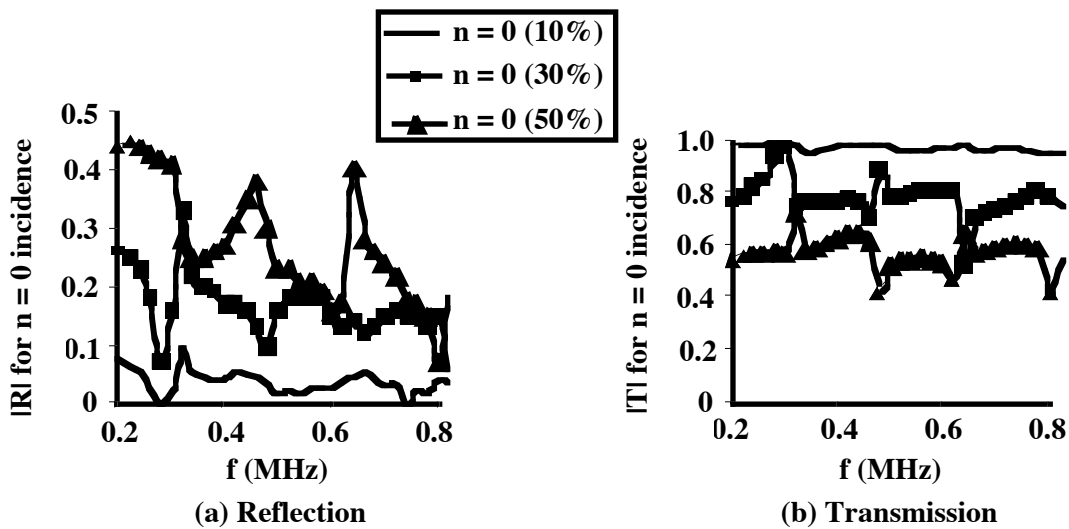 n = 0 (10%)
n = 0 (30%)
n = 0 (50%)
|R| for n = 0 incidence
0.5
0.4
0.3
0.2
0.1
0
0.2
0.4
0.6
0.8
f (MHz)
(a) Reflection
|T| for n = 0 incidence
1.0
0.8
0.6
0.4
0.2
0
0.2
0.4
0.6
0.8
f (MHz)
(b) Transmission